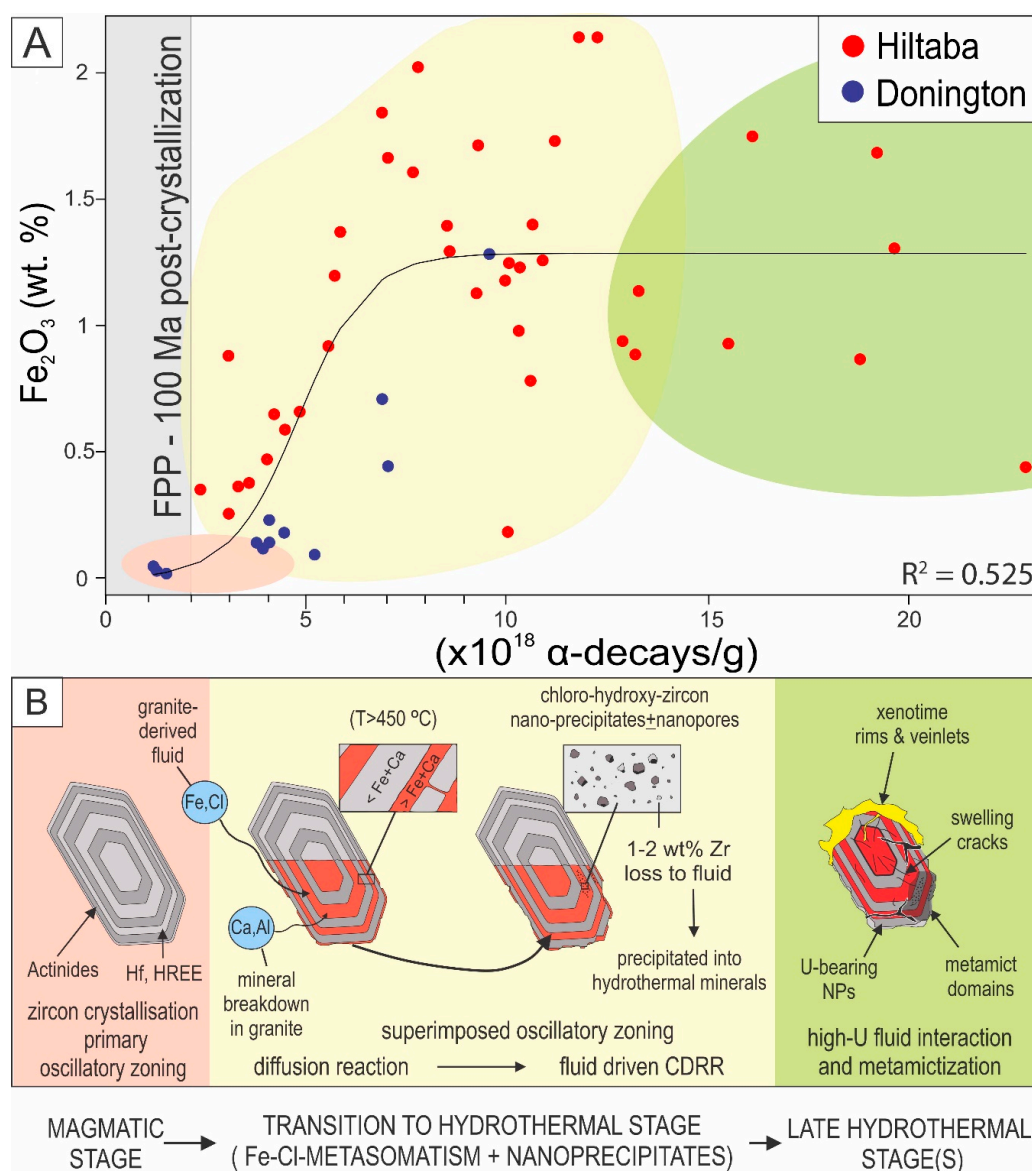 A
Hiltaba
Donington
FPP - 100 Ma post-crystallization
Fe₂O₃ (wt. %)
2
1.5
1
0.5
0
0
5
10
15
20
R² = 0.525
(x10¹⁸ α-decays/g)
B
granite-
derived
fluid
Fe,Cl
Ca,Al
Actinides
Hf, HREE
zircon crystallisation
primary
oscillatory zoning
(T>450 ºC)
< Fe+Ca
> Fe+Ca
mineral
breakdown
in granite
chloro-hydroxy-zircon
nano-precipitates±nanopores
1-2 wt% Zr
loss to fluid
precipitated into
hydrothermal minerals
superimposed oscillatory zoning
diffusion reaction
fluid driven CDRR
xenotime
rims & veinlets
swelling
cracks
U-bearing
NPs
metamict
domains
high-U fluid interaction
and metamictization
MAGMATIC
STAGE
TRANSITION TO HYDROTHERMAL STAGE
( Fe-Cl-METASOMATISM + NANOPRECIPITATES)
LATE HYDROTHERMAL
STAGE(S)